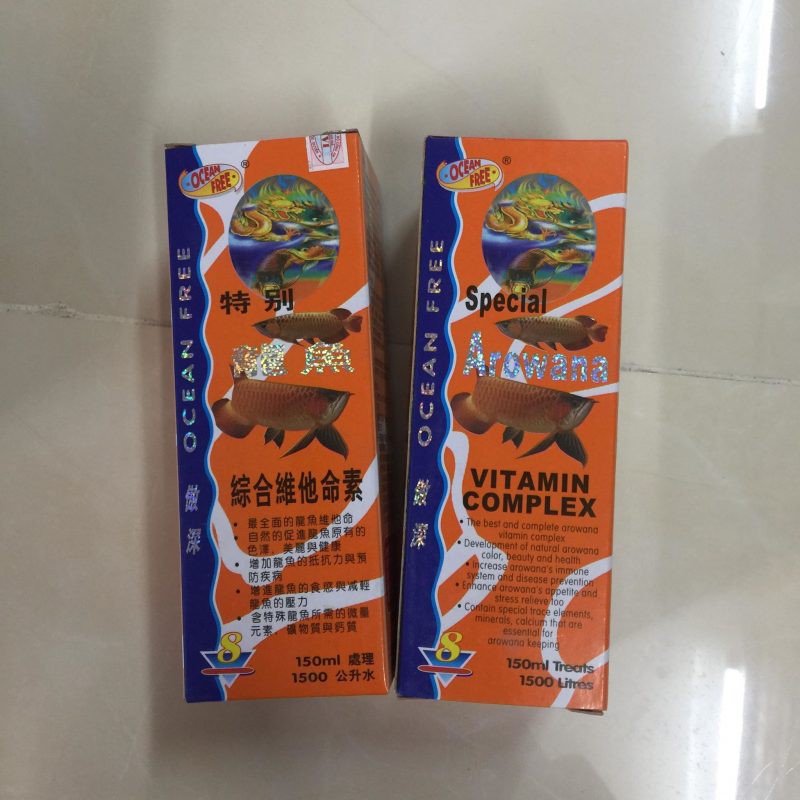 OCEAN FREE ®
OCEAN FREE
特別
龍魚
綜合維他命素
• 最全面的龍魚維他命
• 自然的促進龍魚原有的
色澤，美麗與健康
• 增加龍魚的抵抗力與預
防疾病
• 增進龍魚的食慾與減輕
龍魚的壓力
• 含特殊龍魚所需的微量
元素，礦物質與鈣質
8
150ml 處理
1500 公升水
OCEAN FREE ®
OCEAN FREE
Special
Arowana
VITAMIN
COMPLEX
• The best and complete arowana
vitamin complex
• Development of natural arowana
color, beauty and health
• Increase arowana's immune
system and disease prevention
• Enhance arowana's appetite and
stress relieve too
• Contain special trace elements,
minerals, calcium that are
essential for
arowana keeping
8
150ml Treats
1500 Litres